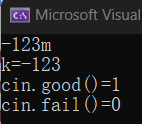 Microsoft Visual
-123m
k=-123
cin.good()=1
cin.fail()=0